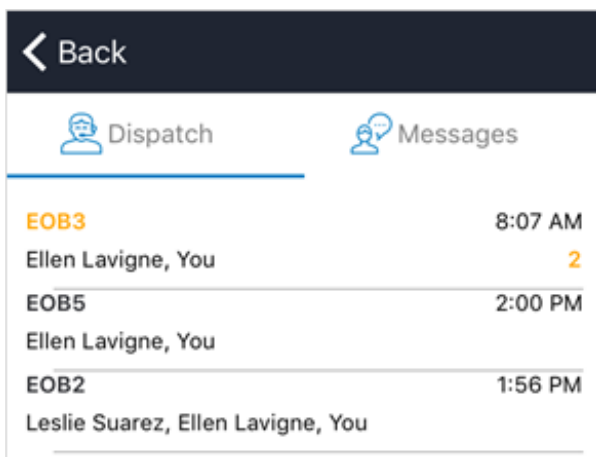 Back
Dispatch Messages
EOB3 8:07 AM
Ellen Lavigne, You 2
EOB5 2:00 PM
Ellen Lavigne, You
EOB2 1:56 PM
Leslie Suarez, Ellen Lavigne, You